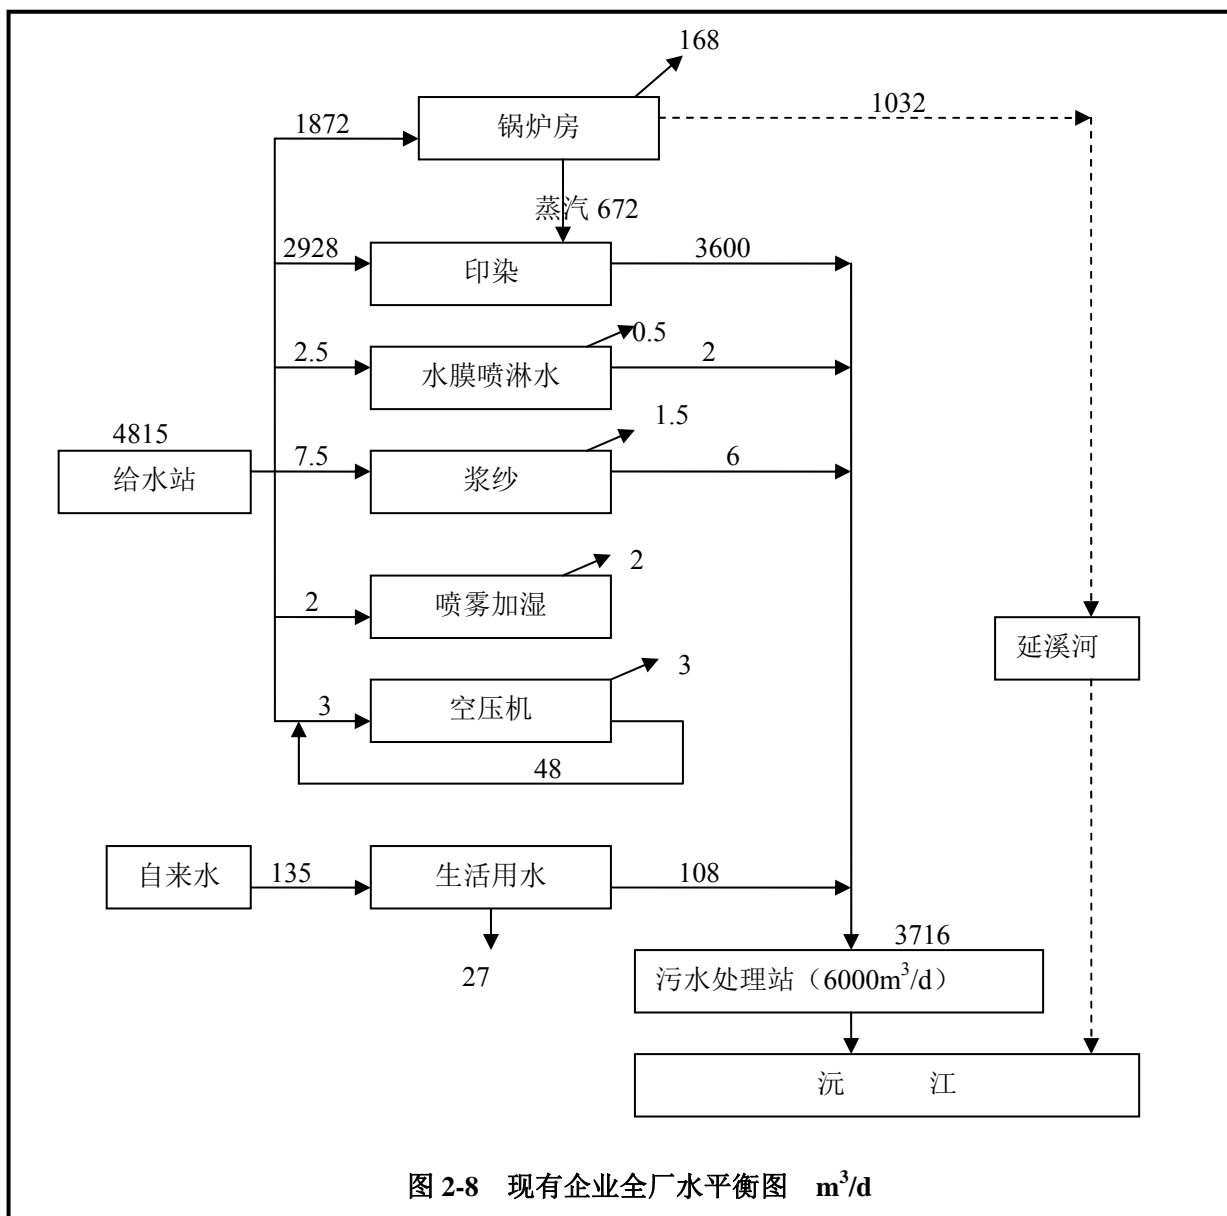 168
1032
1872
锅炉房
蒸汽 672
2928
印染
3600
0.5
2.5
水膜喷淋水
2
1.5
4815
给水站
7.5
浆纱
6
2
2
喷雾加湿
延溪河
3
3
空压机
48
自来水
135
生活用水
108
27
3716
污水处理站（6000m³/d）
沅 江
图 2-8 现有企业全厂水平衡图 m³/d